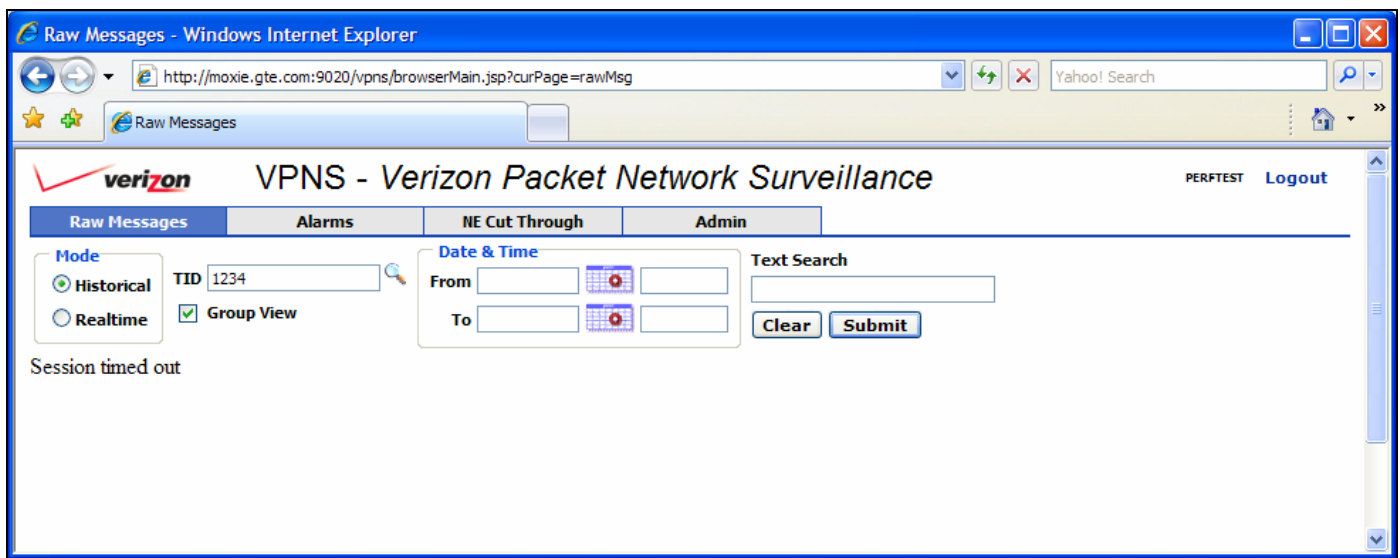 Raw Messages - Windows Internet Explorer
http://moxie.gte.com:9020/vpns/browserMain.jsp?curPage=rawMsg
Yahoo! Search
Raw Messages
verizon VPNS - Verizon Packet Network Surveillance PERFTEST Logout
Raw Messages Alarms NE Cut Through Admin
Mode
Historical
Realtime
TID 1234
Group View
Date & Time
From
To
Text Search
Clear Submit
Session timed out